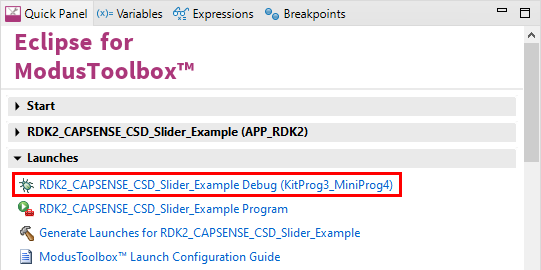 Quick Panel (x)= Variables Expressions Breakpoints
Eclipse for
ModusToolbox™
Start
RDK2_CAPSENSE_CSD_Slider_Example (APP_RDK2)
Launches
RDK2_CAPSENSE_CSD_Slider_Example Debug (KitProg3_MiniProg4)
RDK2_CAPSENSE_CSD_Slider_Example Program
Generate Launches for RDK2_CAPSENSE_CSD_Slider_Example
ModusToolbox™ Launch Configuration Guide